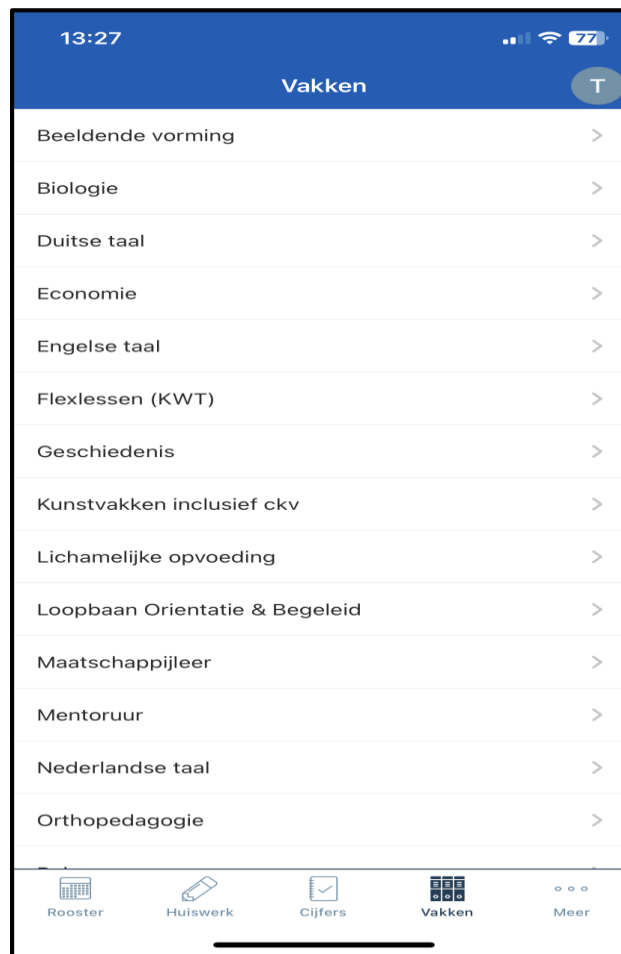 13:27
77
Vakken
T
Beeldende vorming
Biologie
Duitse taal
Economie
Engelse taal
Flexlessen (KWT)
Geschiedenis
Kunstvakken inclusief ckv
Lichamelijke opvoeding
Loopbaan Orientatie & Begeleid
Maatschappijleer
Mentoruur
Nederlandse taal
Orthopedagogie
Rooster Huiswerk Cijfers Vakken Meer